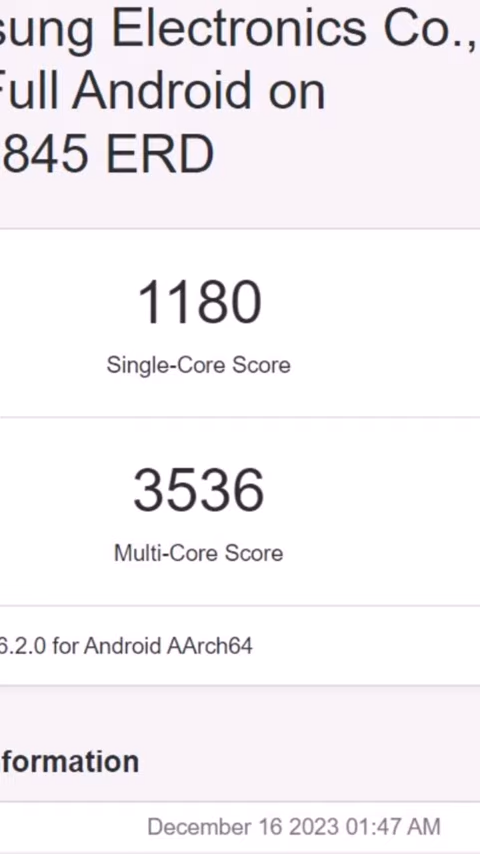 sung Electronics Co.,
Full Android on
845 ERD
1180
Single-Core Score
3536
Multi-Core Score
6.2.0 for Android AArch64
formation
December 16 2023 01:47 AM